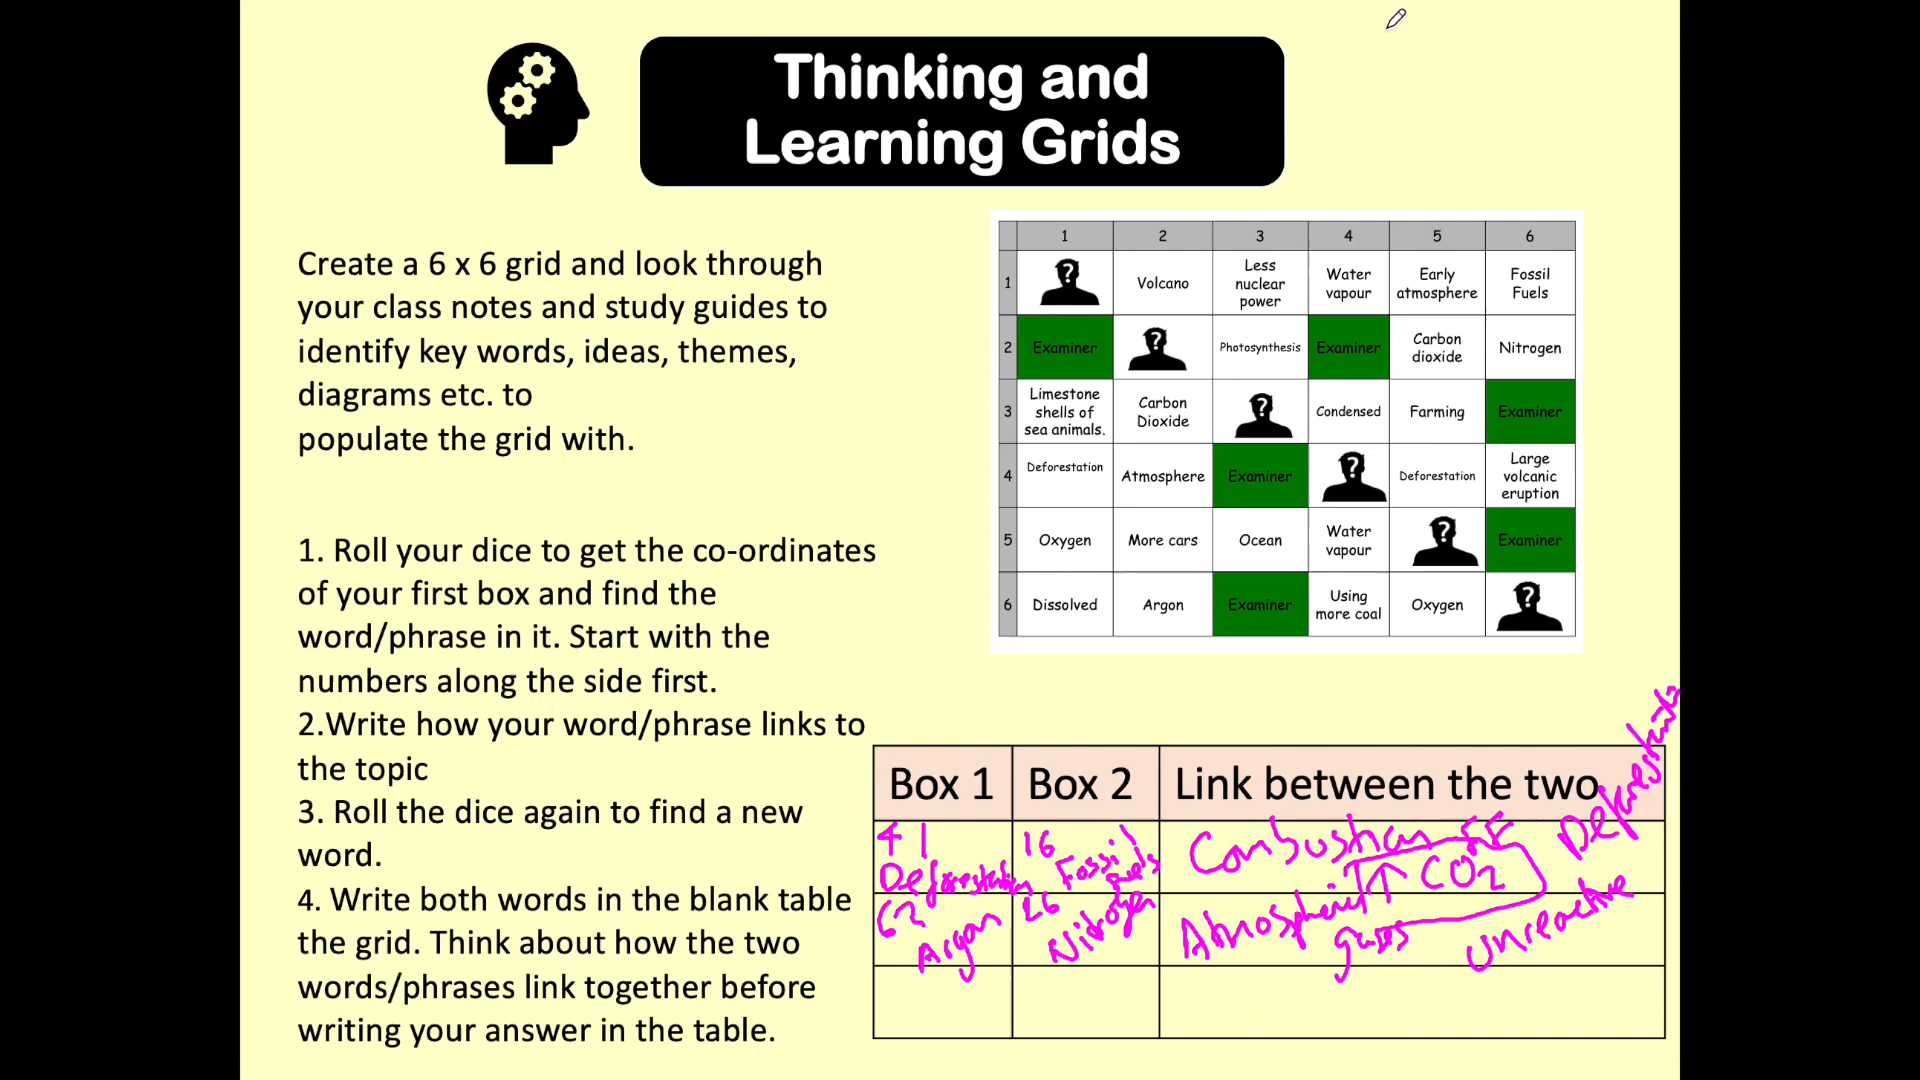 Thinking and
Learning Grids
Create a 6 x 6 grid and look through
your class notes and study guides to
identify key words, ideas, themes,
diagrams etc. to
populate the grid with.
1. Roll your dice to get the co-ordinates
of your first box and find the
word/phrase in it. Start with the
numbers along the side first.
2.Write how your word/phrase links to
the topic
3. Roll the dice again to find a new
word.
4. Write both words in the blank table
the grid. Think about how the two
words/phrases link together before
writing your answer in the table.
1 2 3 4 5 6
1 ? Volcano Less nuclear power Water vapour Early atmosphere Fossil Fuels
2 Examiner ? Photosynthesis Examiner Carbon dioxide Nitrogen
3 Limestone shells of sea animals. Carbon Dioxide ? Condensed Farming Examiner
4 Deforestation Atmosphere Examiner ? Deforestation Large volcanic eruption
5 Oxygen More cars Ocean Water vapour ? Examiner
6 Dissolved Argon Examiner Using more coal Oxygen ?
Box 1 Box 2 Link between the two
41 Deforestation 16 Fossil fuels Combustion FF ↑ CO2 Deforestation
62 Argon 26 Nitrogen Atmospheric gases Unreactive